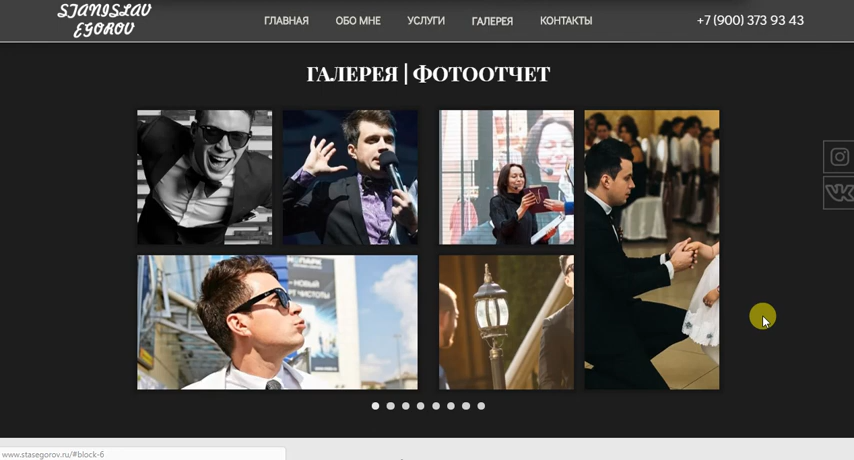 STANISLAV
EGOROV
ГЛАВНАЯ ОБО МНЕ УСЛУГИ ГАЛЕРЕЯ КОНТАКТЫ
+7 (900) 373 93 43
ГАЛЕРЕЯ | ФОТООТЧЕТ
НОВЫЙ
www.stasegorov.ru/#block-6